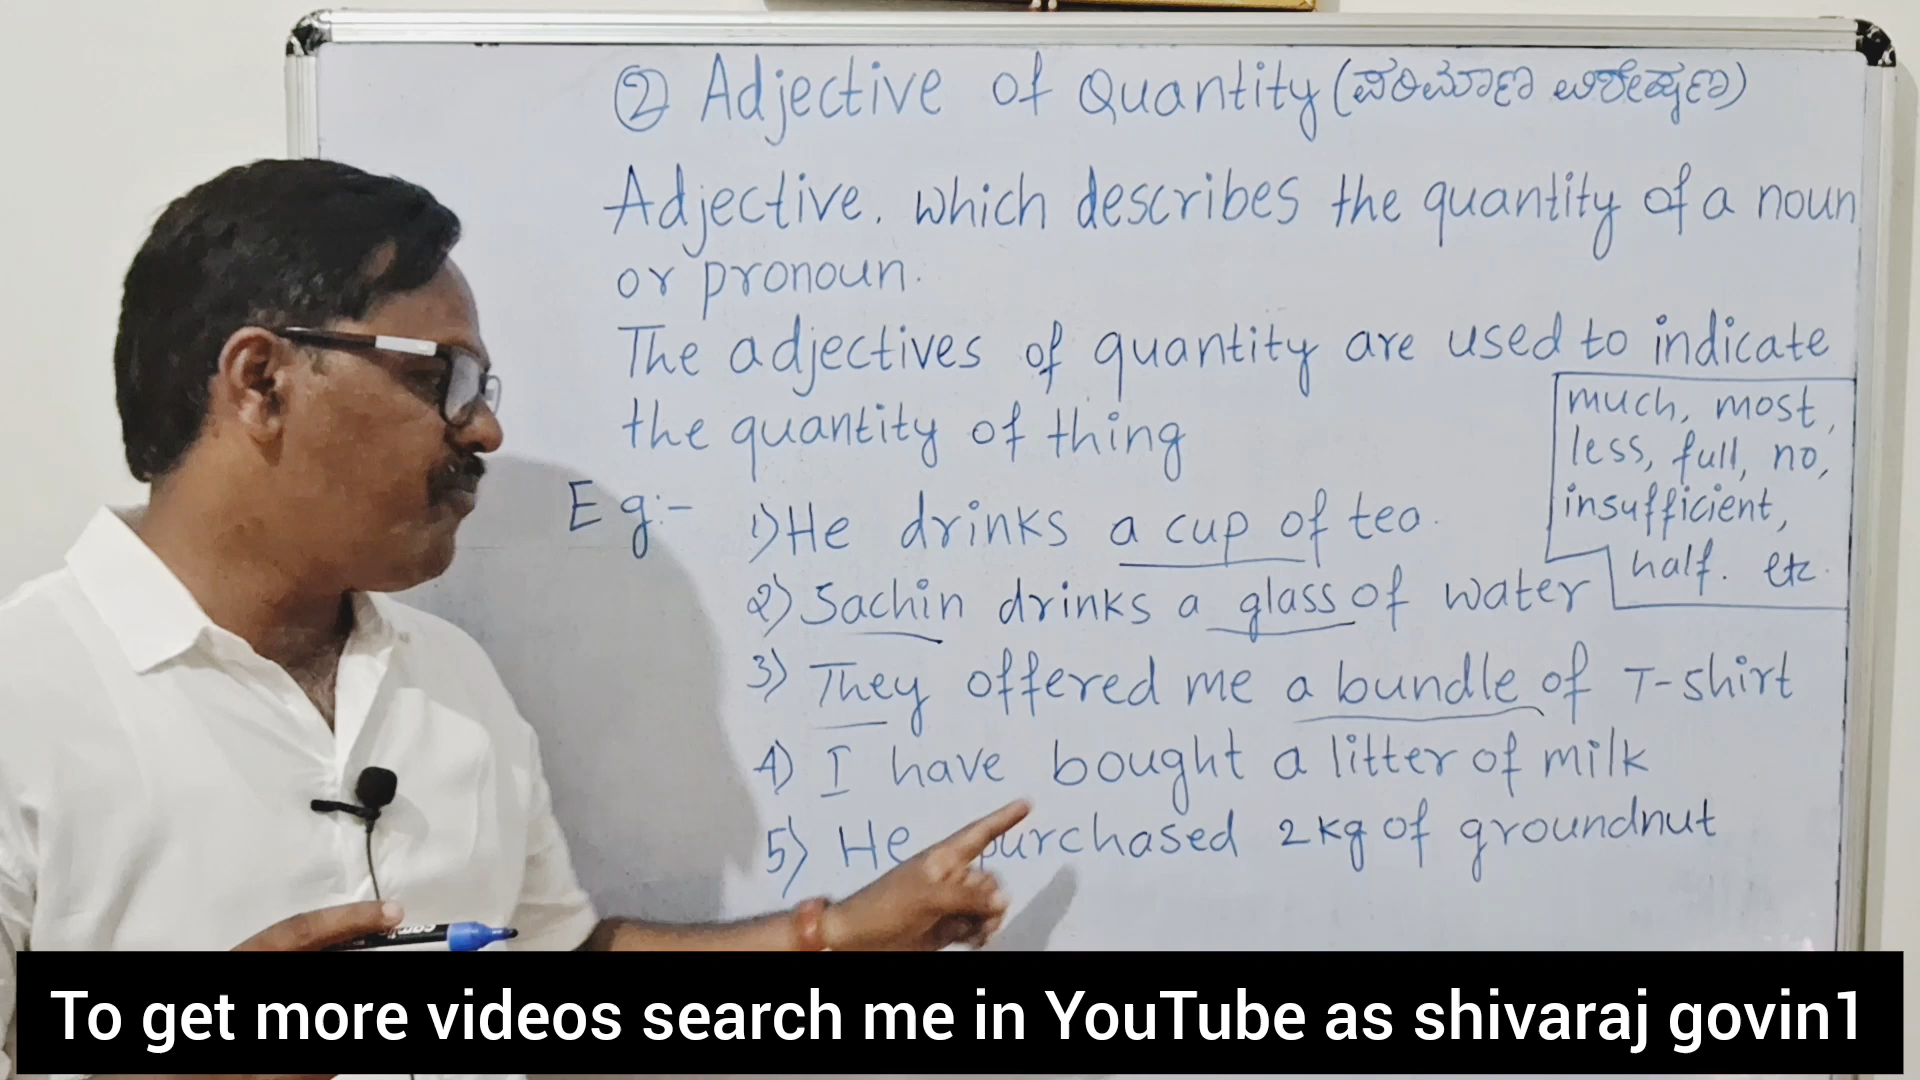 ② Adjective of Quantity (ಪರಿಮಾಣ ವಿಶೇಷಣ)
Adjective. which describes the quantity of a noun
or pronoun.
The adjectives of quantity are used to indicate
the quantity of thing
much, most,
less, full, no,
insufficient,
half. etc.
Eg:- 1) He drinks a cup of tea.
2) Sachin drinks a glass of water
3) They offered me a bundle of T-shirt
4) I have bought a litter of milk
5) He purchased 2kg of groundnut
To get more videos search me in YouTube as shivaraj govin1